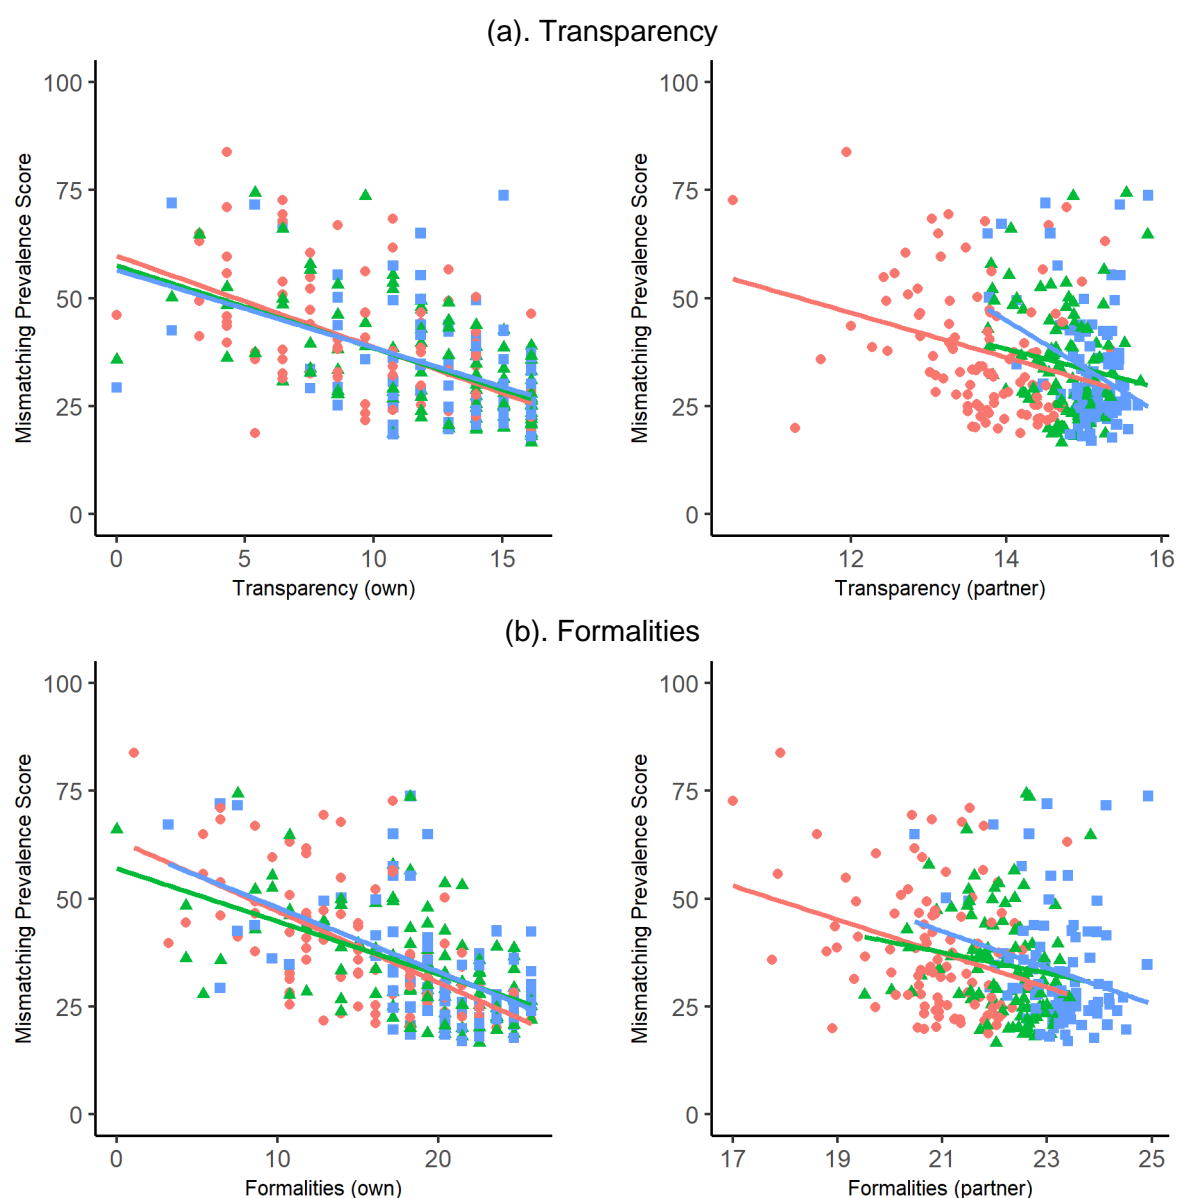 (a). Transparency
100
75
50
25
0
Mismatching Prevalence Score
0 5 10 15
Transparency (own)
100
75
50
25
0
Mismatching Prevalence Score
12 14 16
Transparency (partner)
(b). Formalities
100
75
50
25
0
Mismatching Prevalence Score
0 10 20
Formalities (own)
100
75
50
25
0
Mismatching Prevalence Score
17 19 21 23 25
Formalities (partner)